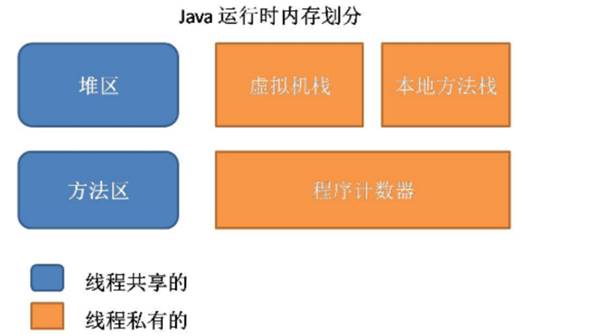 Java 运行时内存划分
堆区
虚拟机栈
本地方法栈
方法区
程序计数器
线程共享的
线程私有的